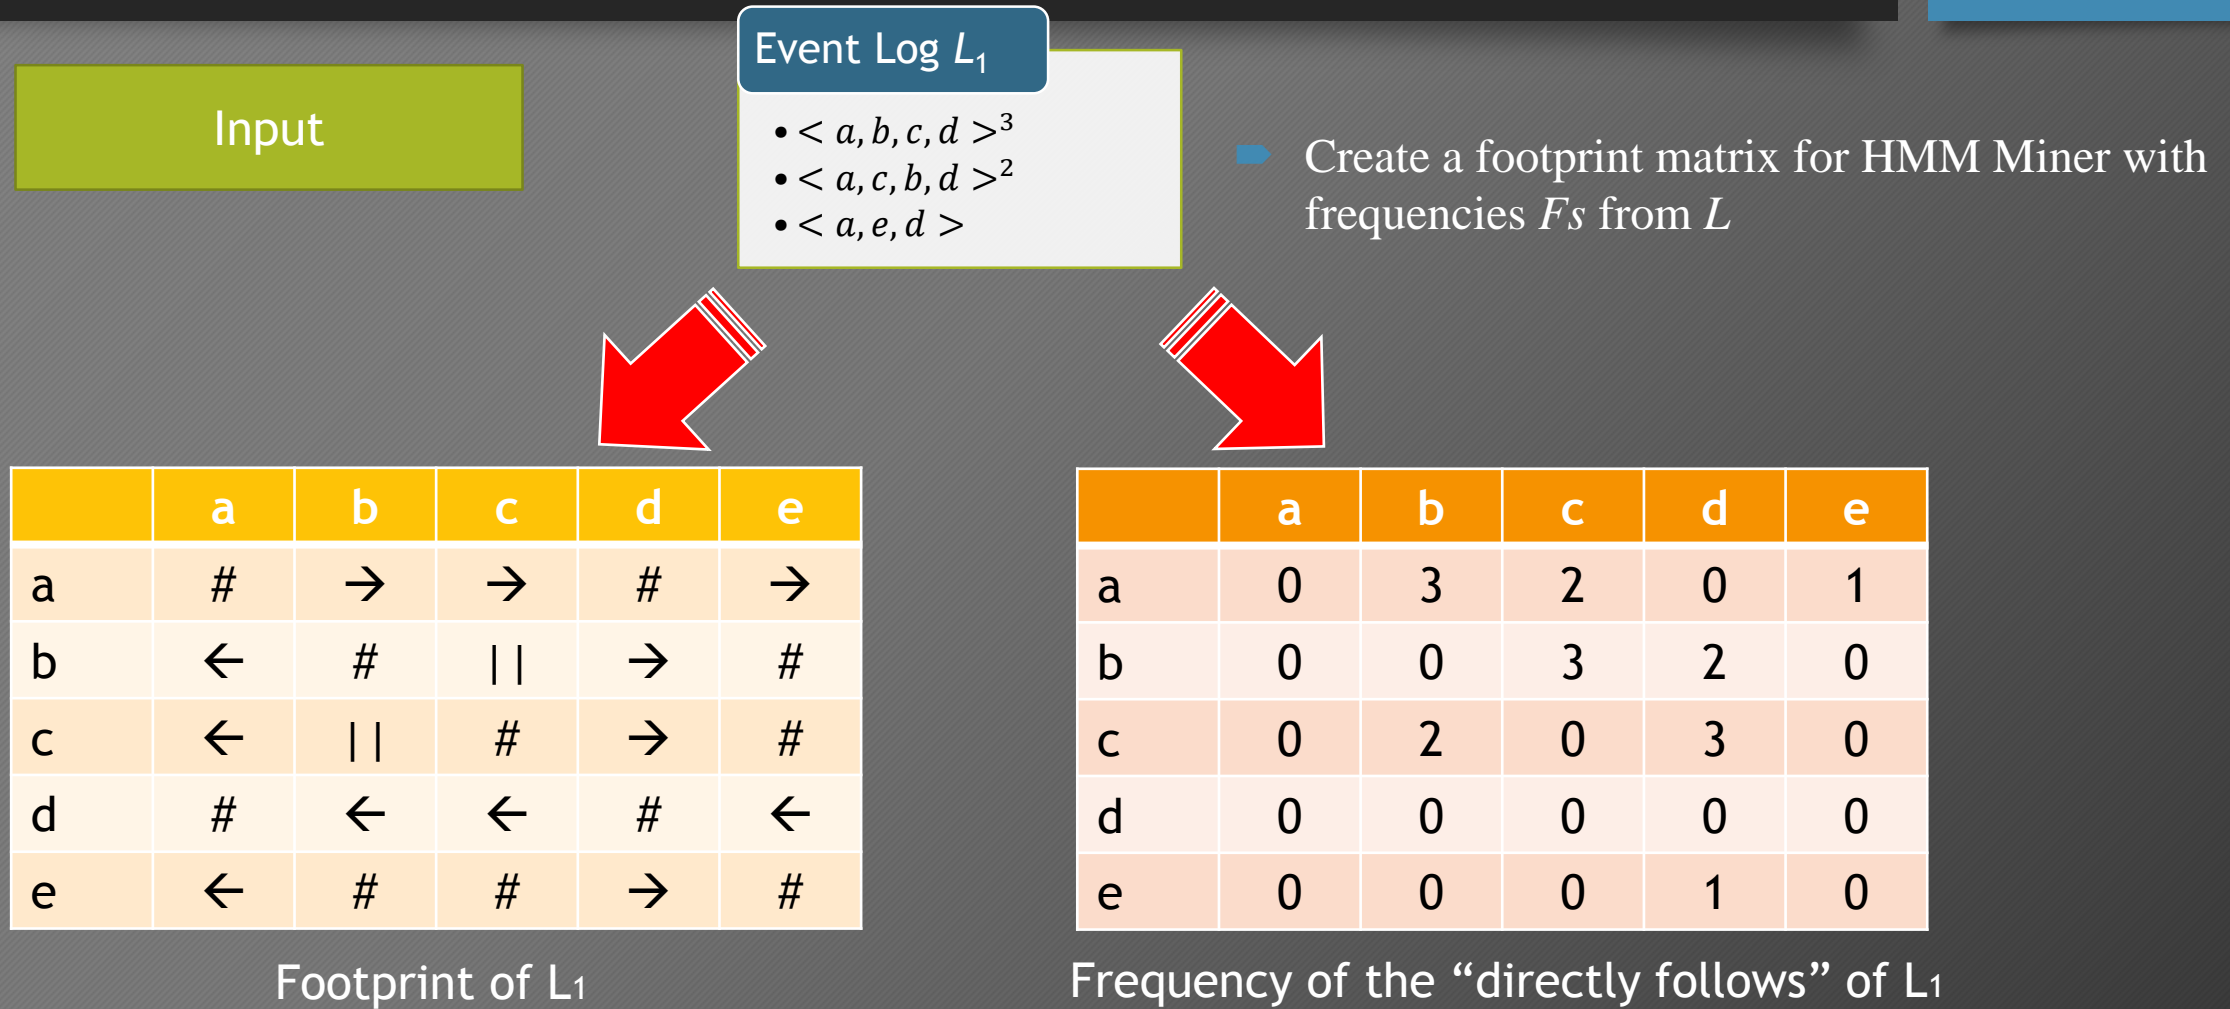 Event Log L₁
Input
• < a, b, c, d >³
• < a, c, b, d >²
• < a, e, d >
Create a footprint matrix for HMM Miner with
frequencies Fs from L
a b c d e
a # → → # →
b ← # || → #
c ← || # → #
d # ← ← # ←
e ← # # → #
Footprint of L₁
a b c d e
a 0 3 2 0 1
b 0 0 3 2 0
c 0 2 0 3 0
d 0 0 0 0 0
e 0 0 0 1 0
Frequency of the “directly follows” of L₁